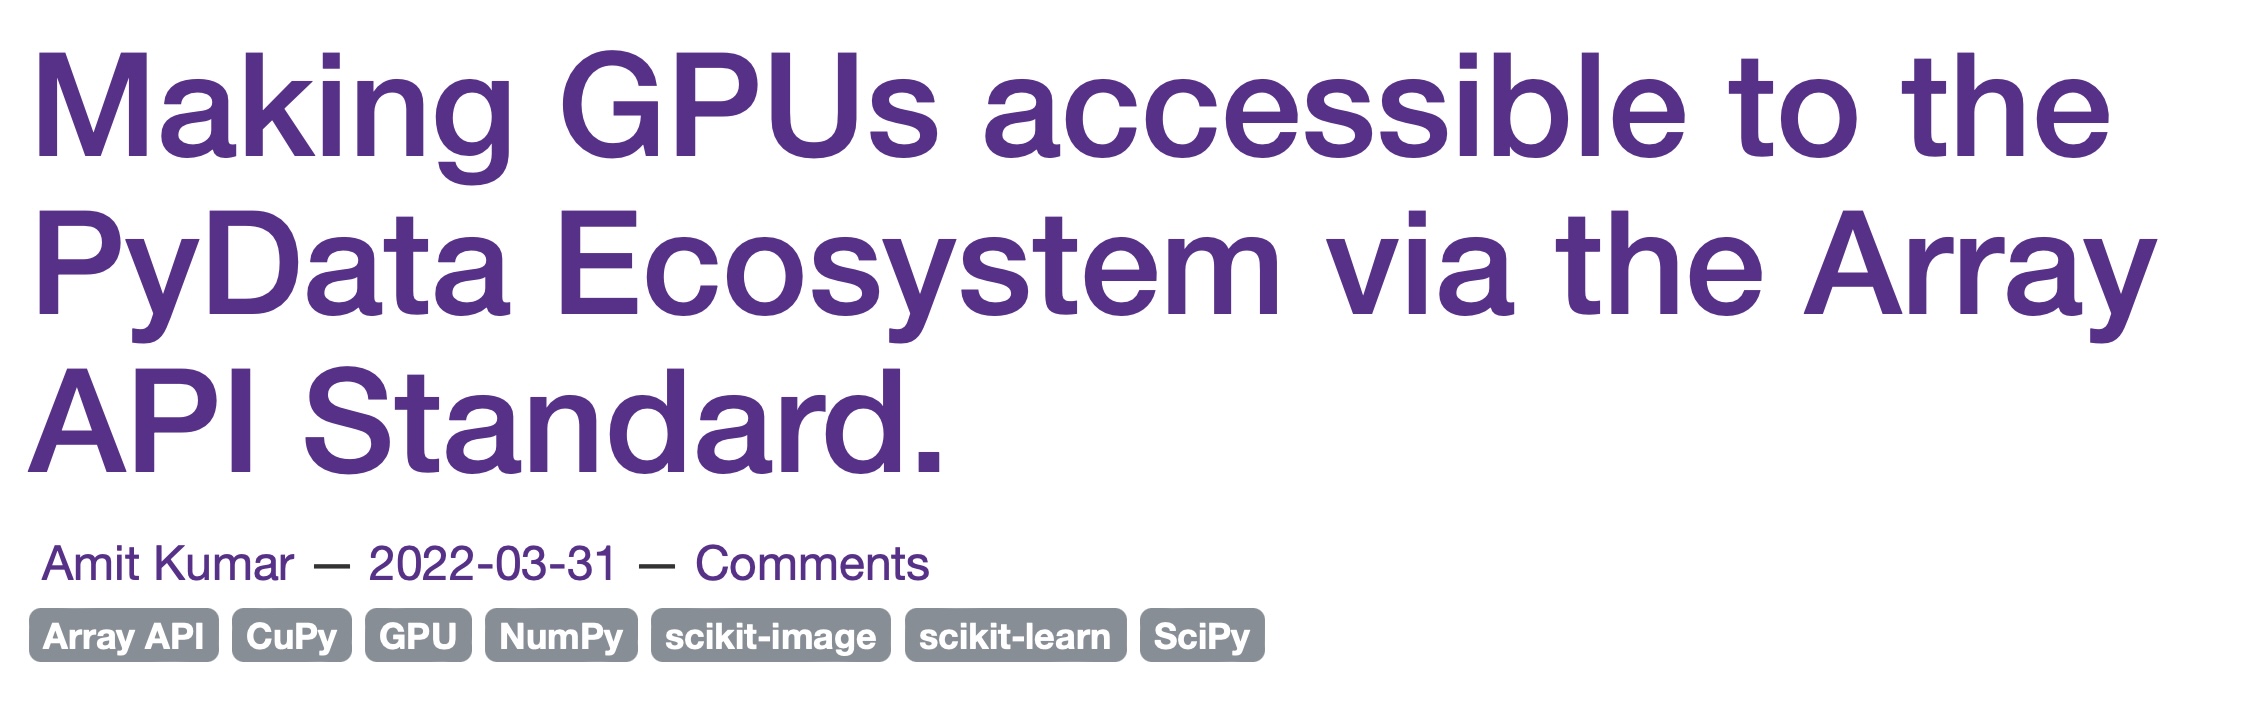 Making GPUs accessible to the
PyData Ecosystem via the Array
API Standard.
Amit Kumar — 2022-03-31 — Comments
Array API CuPy GPU NumPy scikit-image scikit-learn SciPy